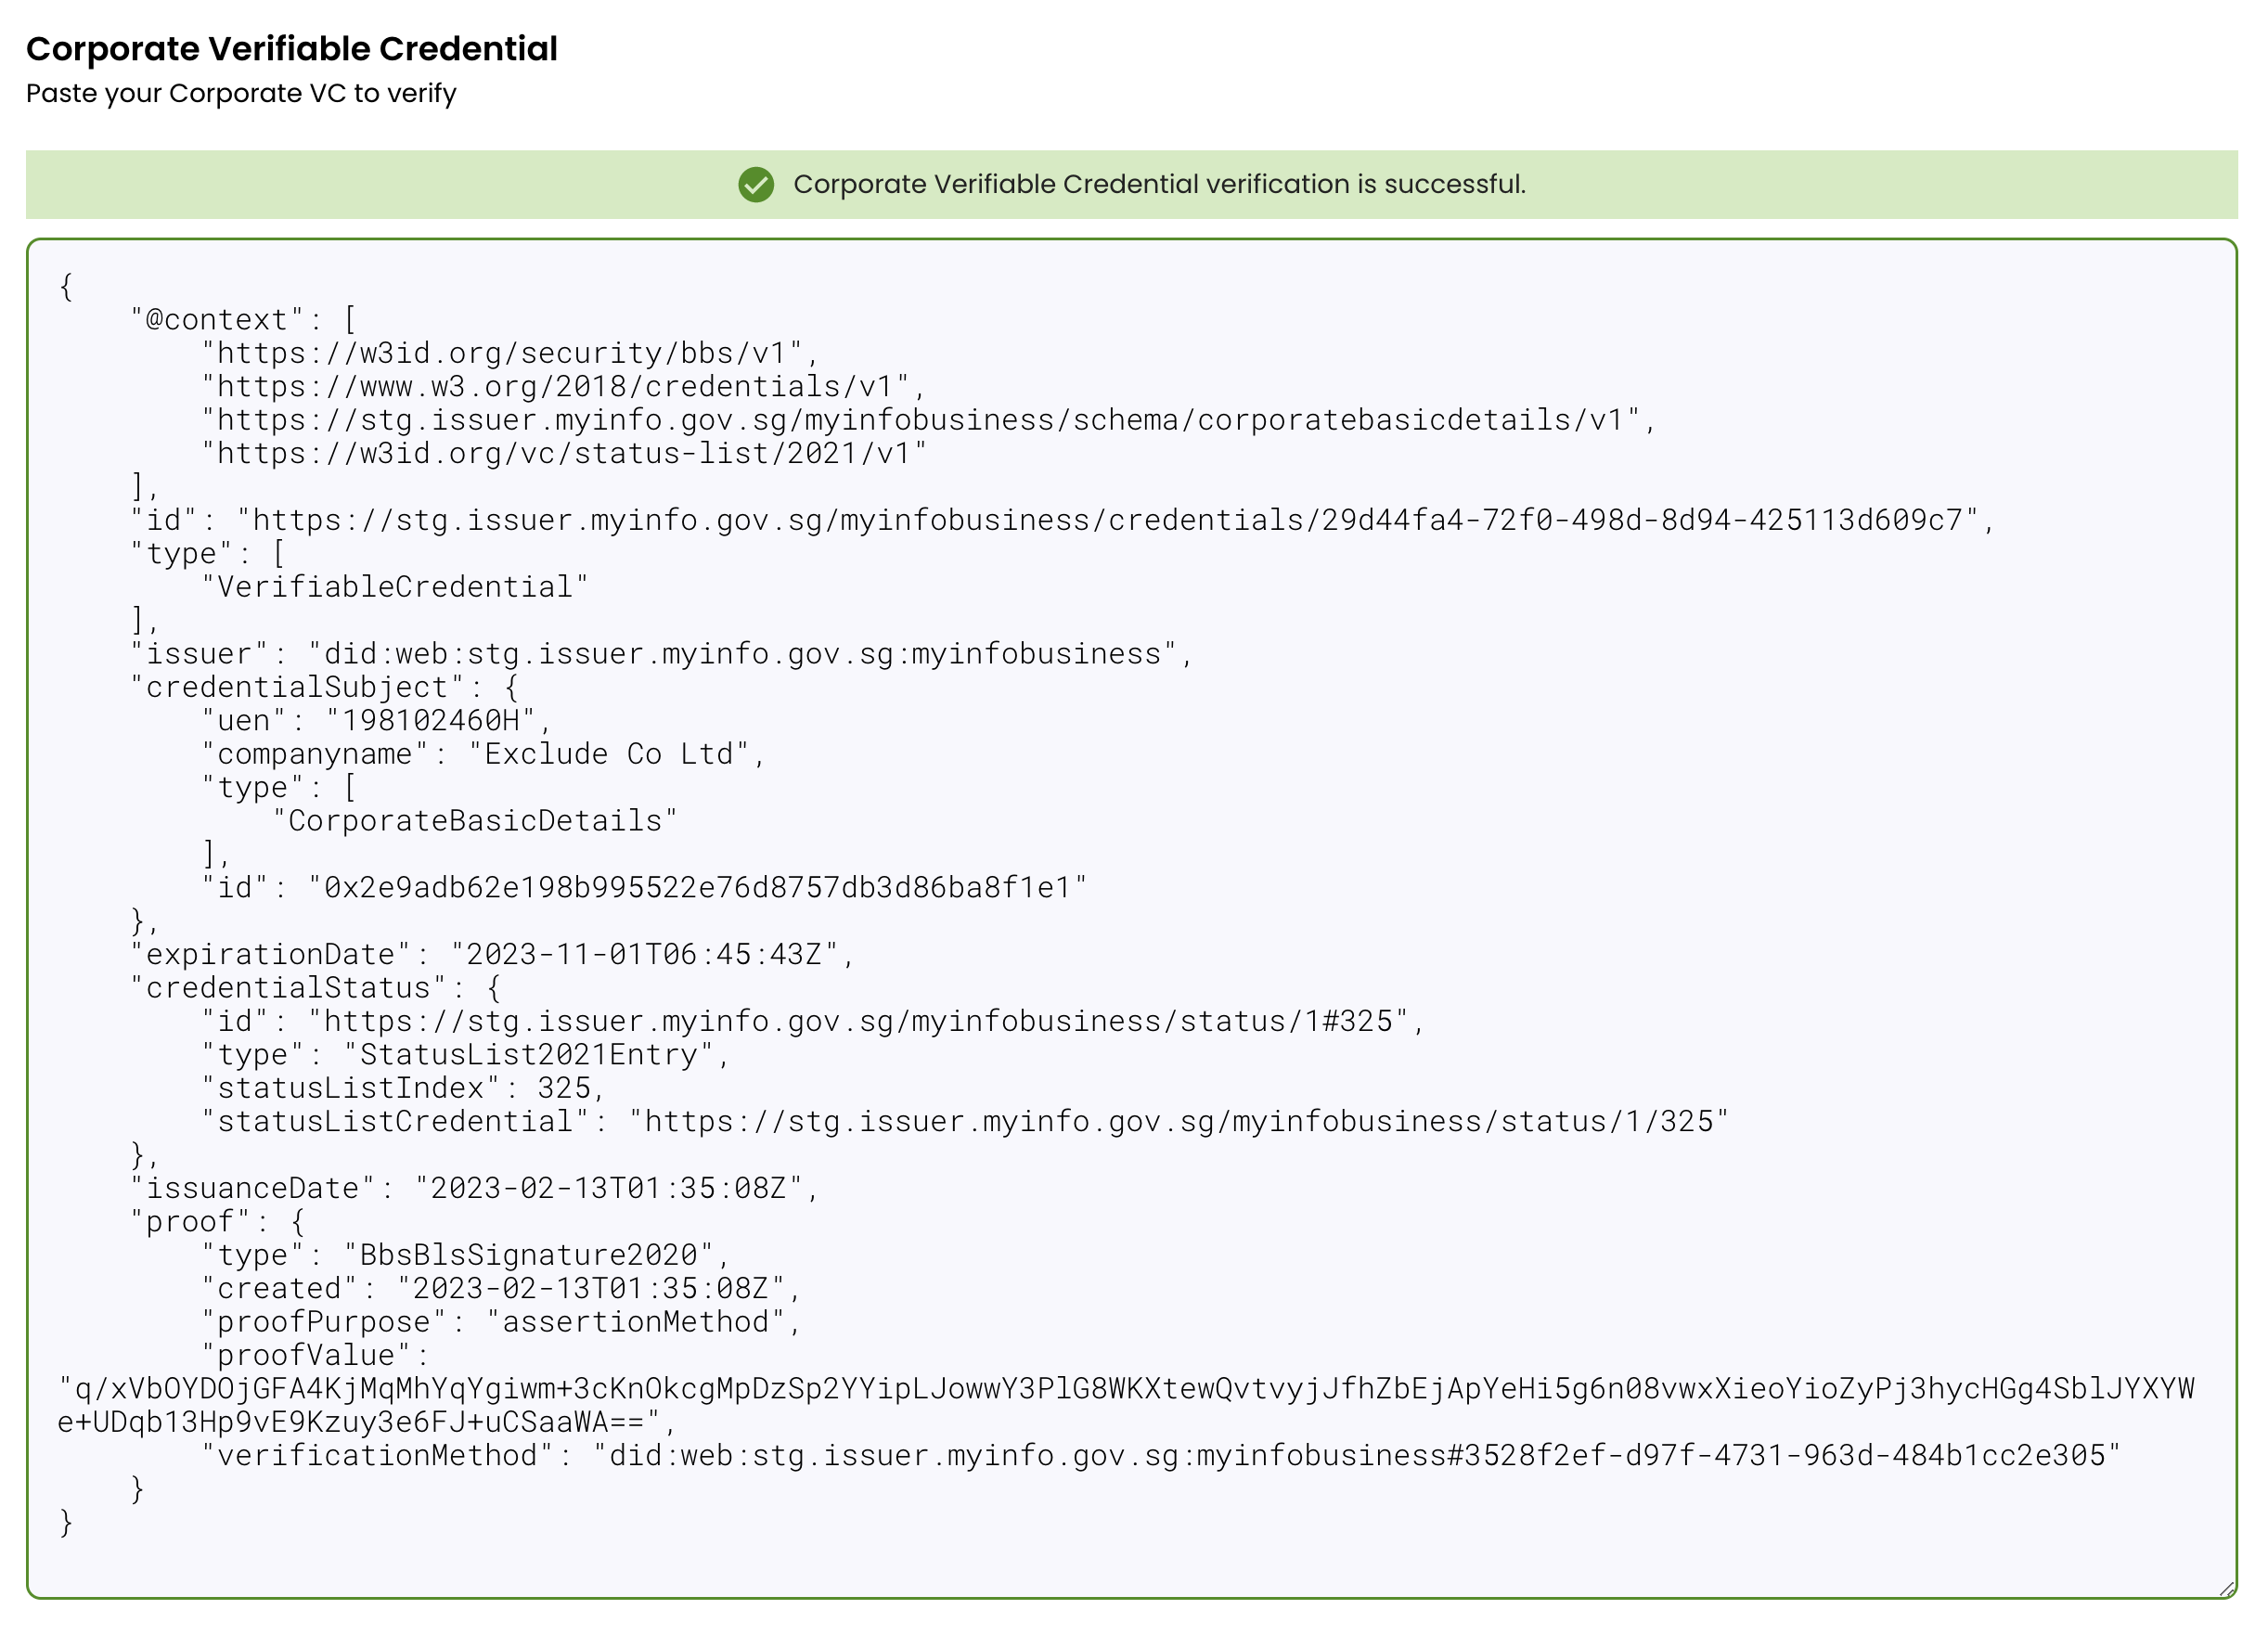 Corporate Verifiable Credential
Paste your Corporate VC to verify
Corporate Verifiable Credential verification is successful.
{
    "@context": [
        "https://w3id.org/security/bbs/v1",
        "https://www.w3.org/2018/credentials/v1",
        "https://stg.issuer.myinfo.gov.sg/myinfobusiness/schema/corporatebasicdetails/v1",
        "https://w3id.org/vc/status-list/2021/v1"
    ],
    "id": "https://stg.issuer.myinfo.gov.sg/myinfobusiness/credentials/29d44fa4-72f0-498d-8d94-425113d609c7",
    "type": [
        "VerifiableCredential"
    ],
    "issuer": "did:web:stg.issuer.myinfo.gov.sg:myinfobusiness",
    "credentialSubject": {
        "uen": "198102460H",
        "companyname": "Exclude Co Ltd",
        "type": [
            "CorporateBasicDetails"
        ],
        "id": "0x2e9adb62e198b995522e76d8757db3d86ba8f1e1"
    },
    "expirationDate": "2023-11-01T06:45:43Z",
    "credentialStatus": {
        "id": "https://stg.issuer.myinfo.gov.sg/myinfobusiness/status/1#325",
        "type": "StatusList2021Entry",
        "statusListIndex": 325,
        "statusListCredential": "https://stg.issuer.myinfo.gov.sg/myinfobusiness/status/1/325"
    },
    "issuanceDate": "2023-02-13T01:35:08Z",
    "proof": {
        "type": "BbsBlsSignature2020",
        "created": "2023-02-13T01:35:08Z",
        "proofPurpose": "assertionMethod",
        "proofValue":
"q/xVbOYDOjGFA4KjMqMhYqYgiwm+3cKnOkcgMpDzSp2YYipLJowwY3PlG8WKXtewQvtvyjJfhZbEjApYeHi5g6n08vwxXieoYioZyPj3hycHGg4SblJYXYW
e+UDqb13Hp9vE9Kzuy3e6FJ+uCSaaWA==",
        "verificationMethod": "did:web:stg.issuer.myinfo.gov.sg:myinfobusiness#3528f2ef-d97f-4731-963d-484b1cc2e305"
    }
}